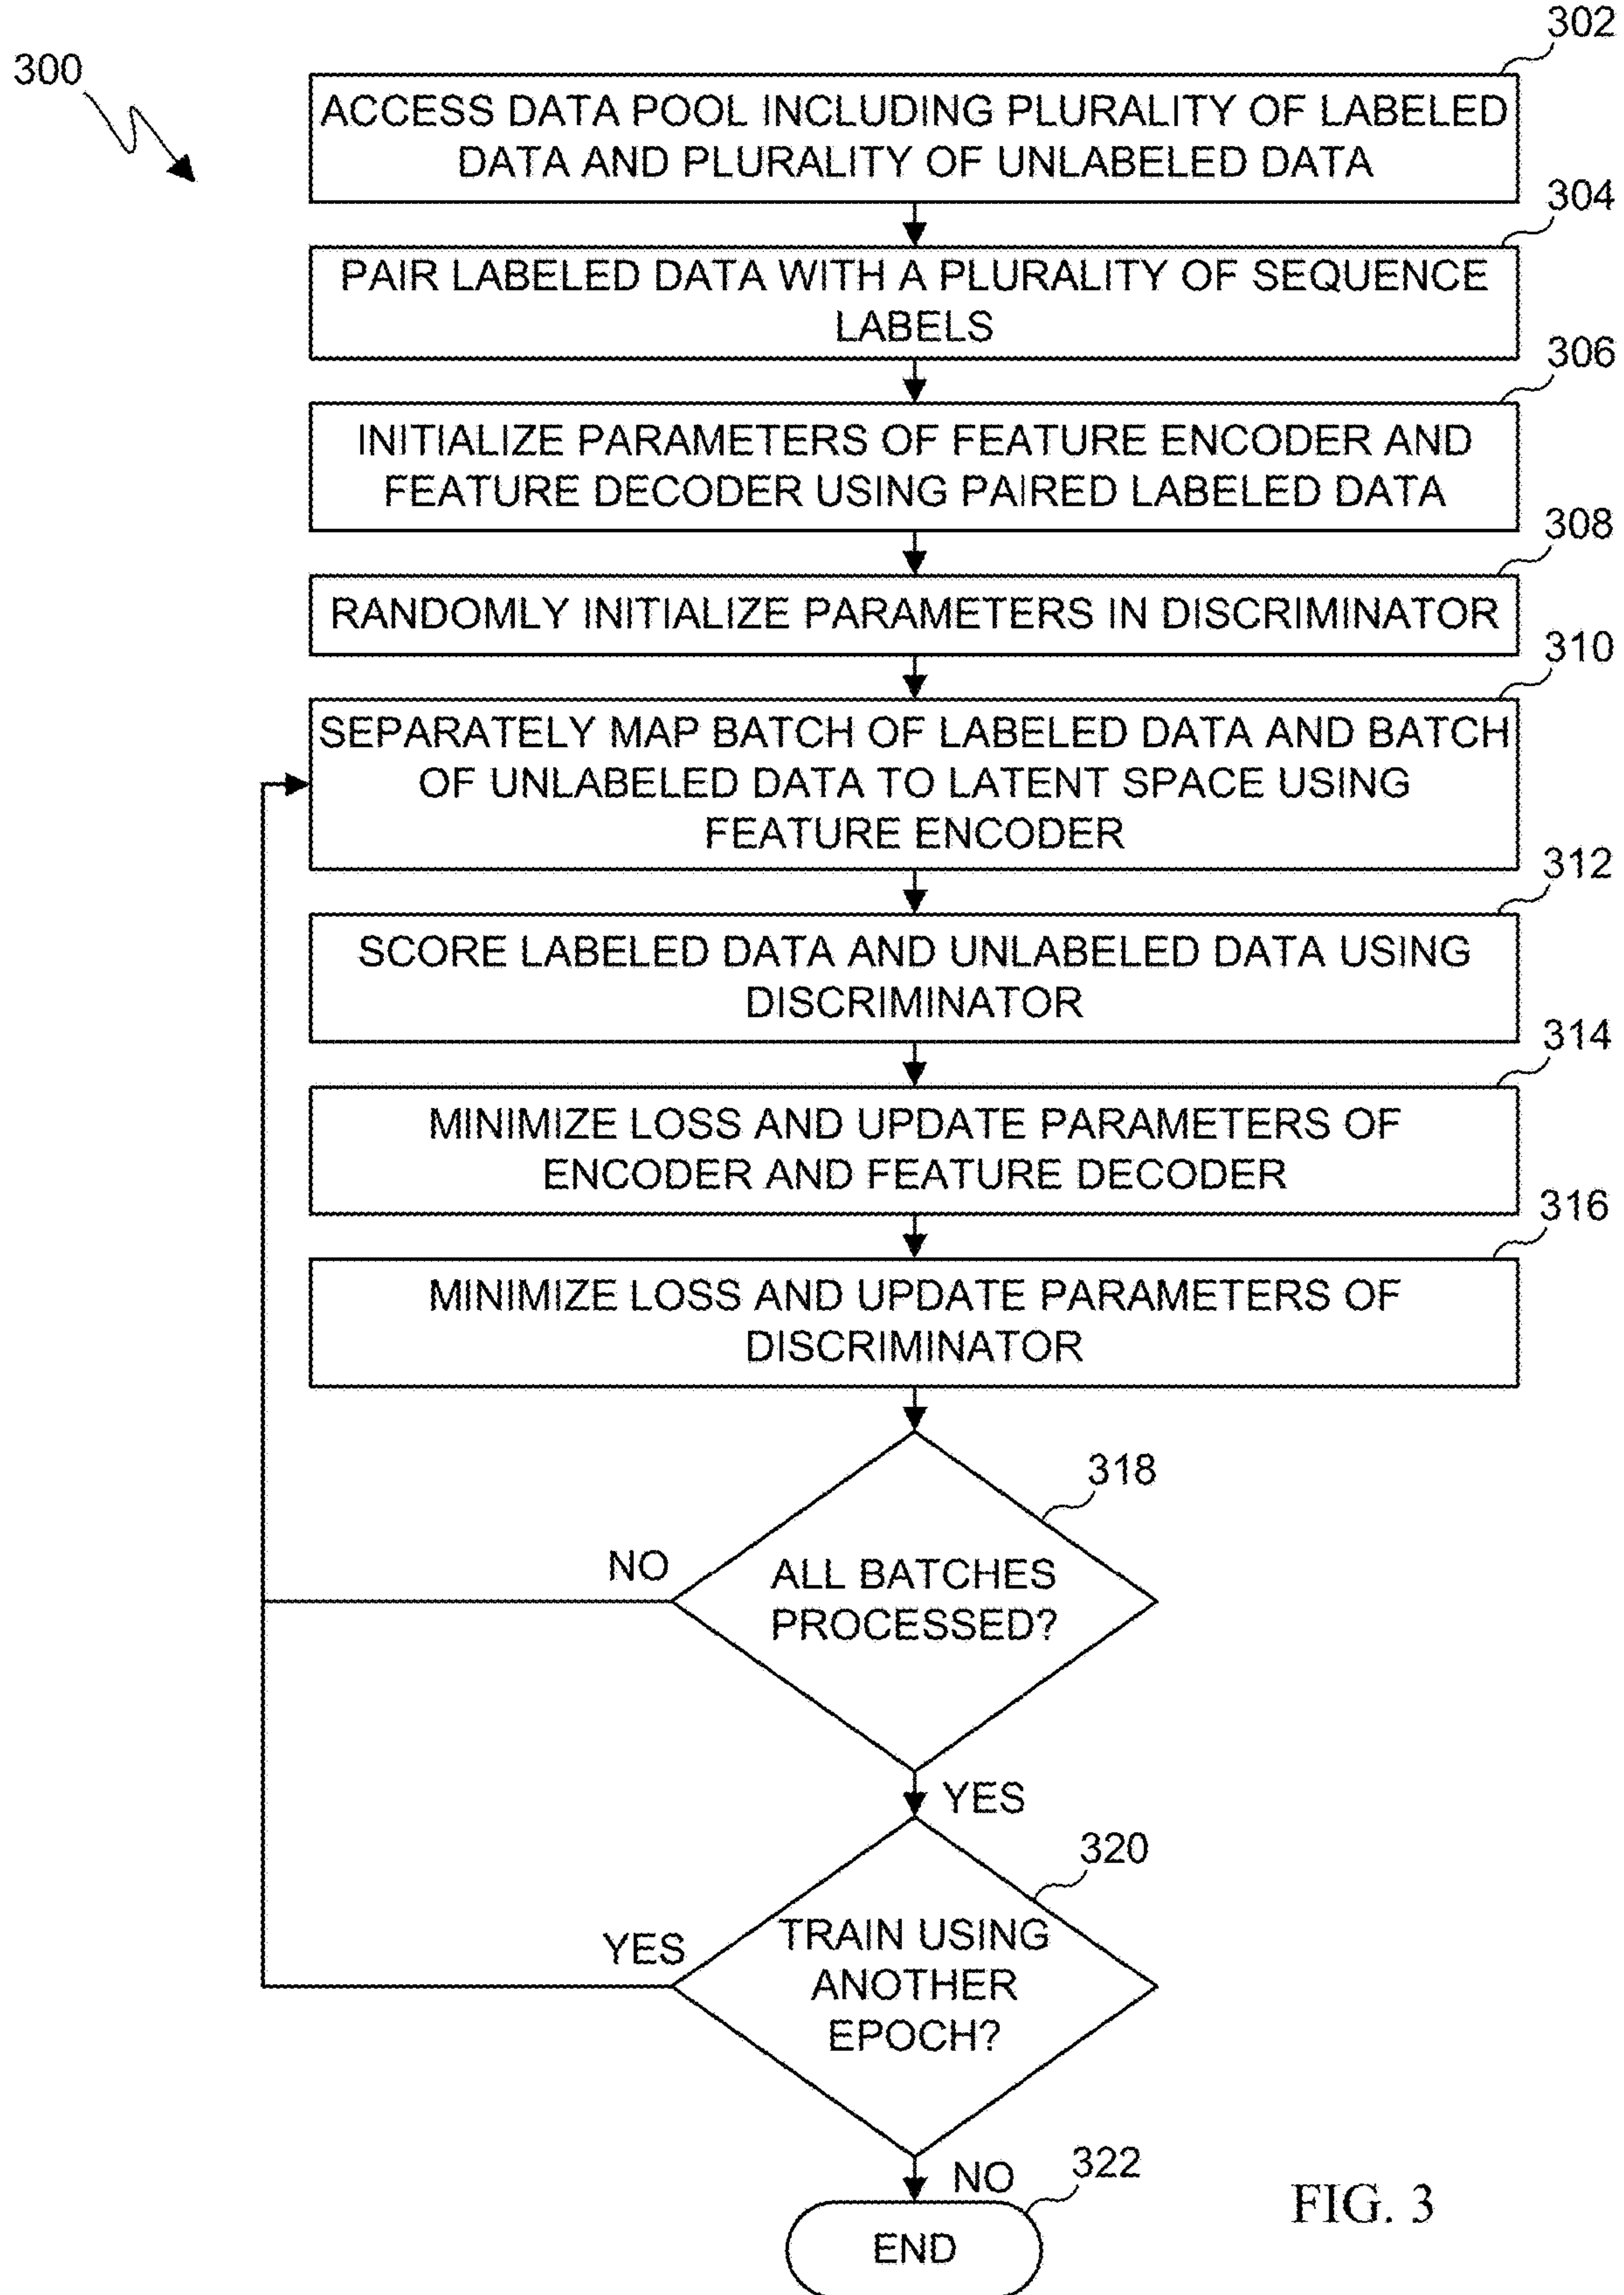 300
302
ACCESS DATA POOL INCLUDING PLURALITY OF LABELED
DATA AND PLURALITY OF UNLABELED DATA
304
PAIR LABELED DATA WITH A PLURALITY OF SEQUENCE
LABELS
306
INITIALIZE PARAMETERS OF FEATURE ENCODER AND
FEATURE DECODER USING PAIRED LABELED DATA
308
RANDOMLY INITIALIZE PARAMETERS IN DISCRIMINATOR
310
SEPARATELY MAP BATCH OF LABELED DATA AND BATCH
OF UNLABELED DATA TO LATENT SPACE USING
FEATURE ENCODER
312
SCORE LABELED DATA AND UNLABELED DATA USING
DISCRIMINATOR
314
MINIMIZE LOSS AND UPDATE PARAMETERS OF
ENCODER AND FEATURE DECODER
316
MINIMIZE LOSS AND UPDATE PARAMETERS OF
DISCRIMINATOR
318
NO
ALL BATCHES
PROCESSED?
YES
320
YES
TRAIN USING
ANOTHER
EPOCH?
NO
322
END
FIG. 3